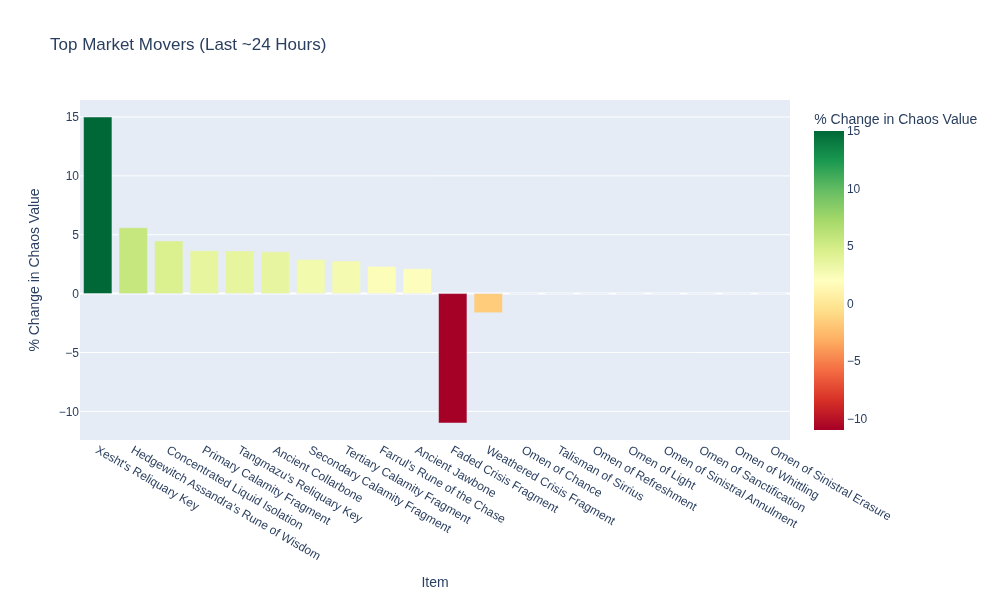 Top Market Movers (Last ~24 Hours)
% Change in Chaos Value
15
10
5
0
−5
−10
% Change in Chaos Value
15
10
5
0
−5
−10
Xesht's Reliquary Key
Hedgewitch Assandra's Rune of Wisdom
Concentrated Liquid Isolation
Primary Calamity Fragment
Tangmazu's Reliquary Key
Ancient Collarbone
Secondary Calamity Fragment
Tertiary Calamity Fragment
Farrul's Rune of the Chase
Ancient Jawbone
Faded Crisis Fragment
Weathered Crisis Fragment
Omen of Chance
Talisman of Sirrius
Omen of Refreshment
Omen of Light
Omen of Sinistral Annulment
Omen of Sanctification
Omen of Whittling
Omen of Sinistral Erasure
Item